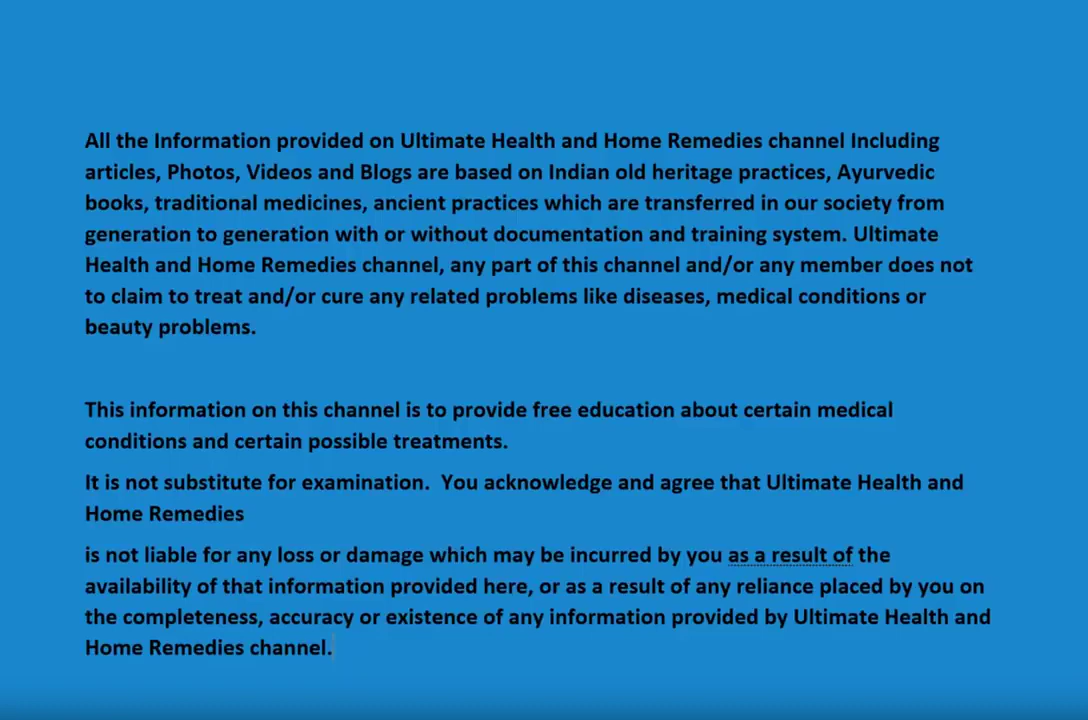 All the Information provided on Ultimate Health and Home Remedies channel Including
articles, Photos, Videos and Blogs are based on Indian old heritage practices, Ayurvedic
books, traditional medicines, ancient practices which are transferred in our society from
generation to generation with or without documentation and training system. Ultimate
Health and Home Remedies channel, any part of this channel and/or any member does not
to claim to treat and/or cure any related problems like diseases, medical conditions or
beauty problems.
This information on this channel is to provide free education about certain medical
conditions and certain possible treatments.
It is not substitute for examination.  You acknowledge and agree that Ultimate Health and
Home Remedies
is not liable for any loss or damage which may be incurred by you as a result of the
availability of that information provided here, or as a result of any reliance placed by you on
the completeness, accuracy or existence of any information provided by Ultimate Health and
Home Remedies channel.